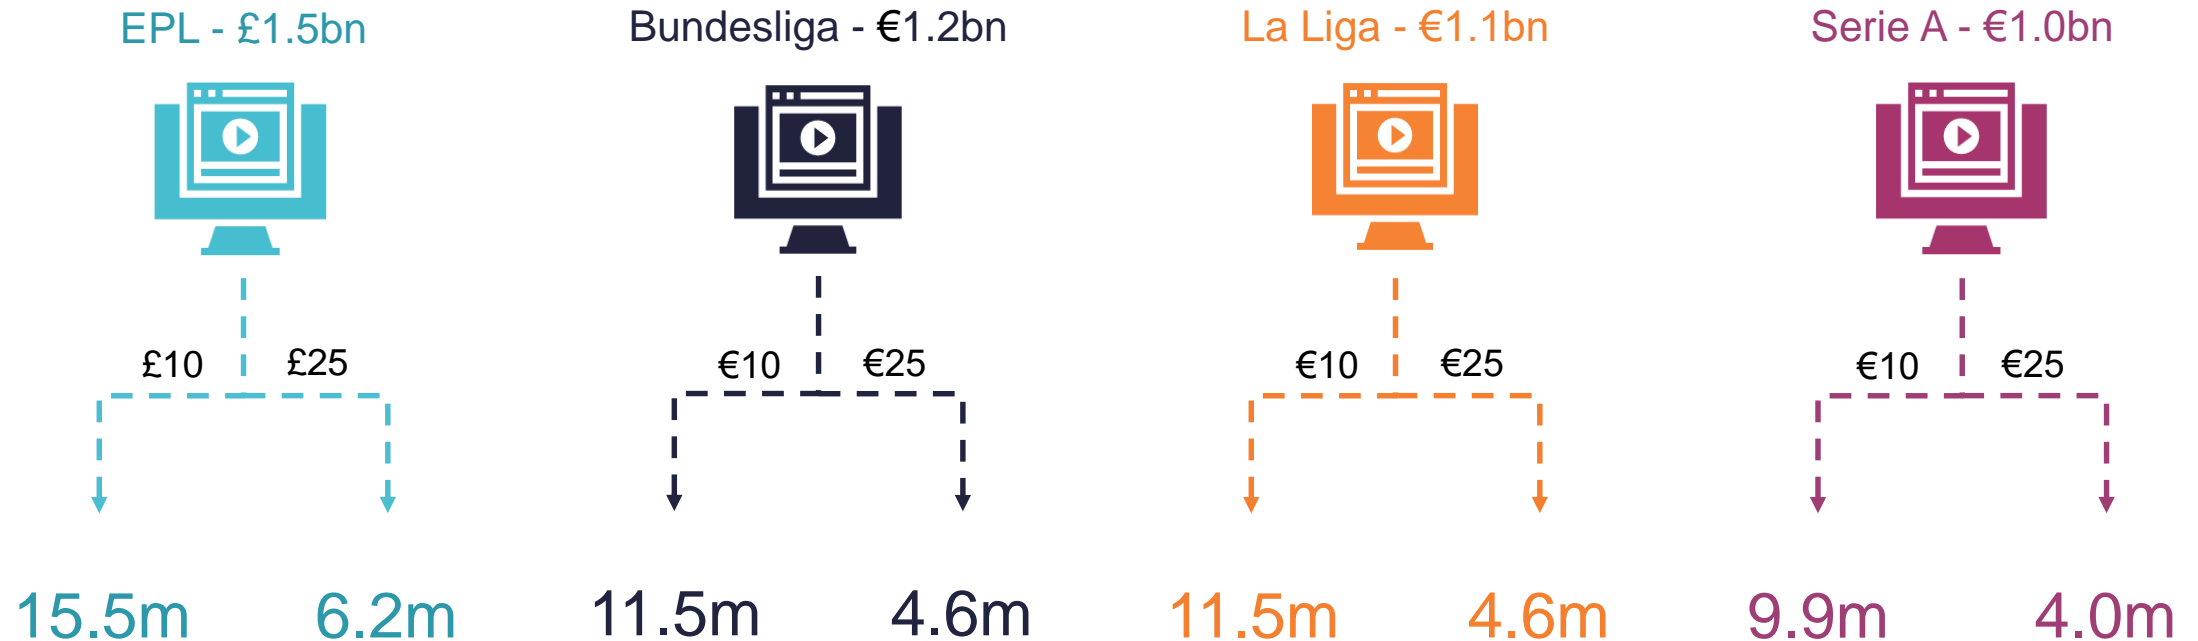 EPL - £1.5bn
Bundesliga - €1.2bn
La Liga - €1.1bn
Serie A - €1.0bn
£10
£25
€10
€25
€10
€25
€10
€25
15.5m
6.2m
11.5m
4.6m
11.5m
4.6m
9.9m
4.0m